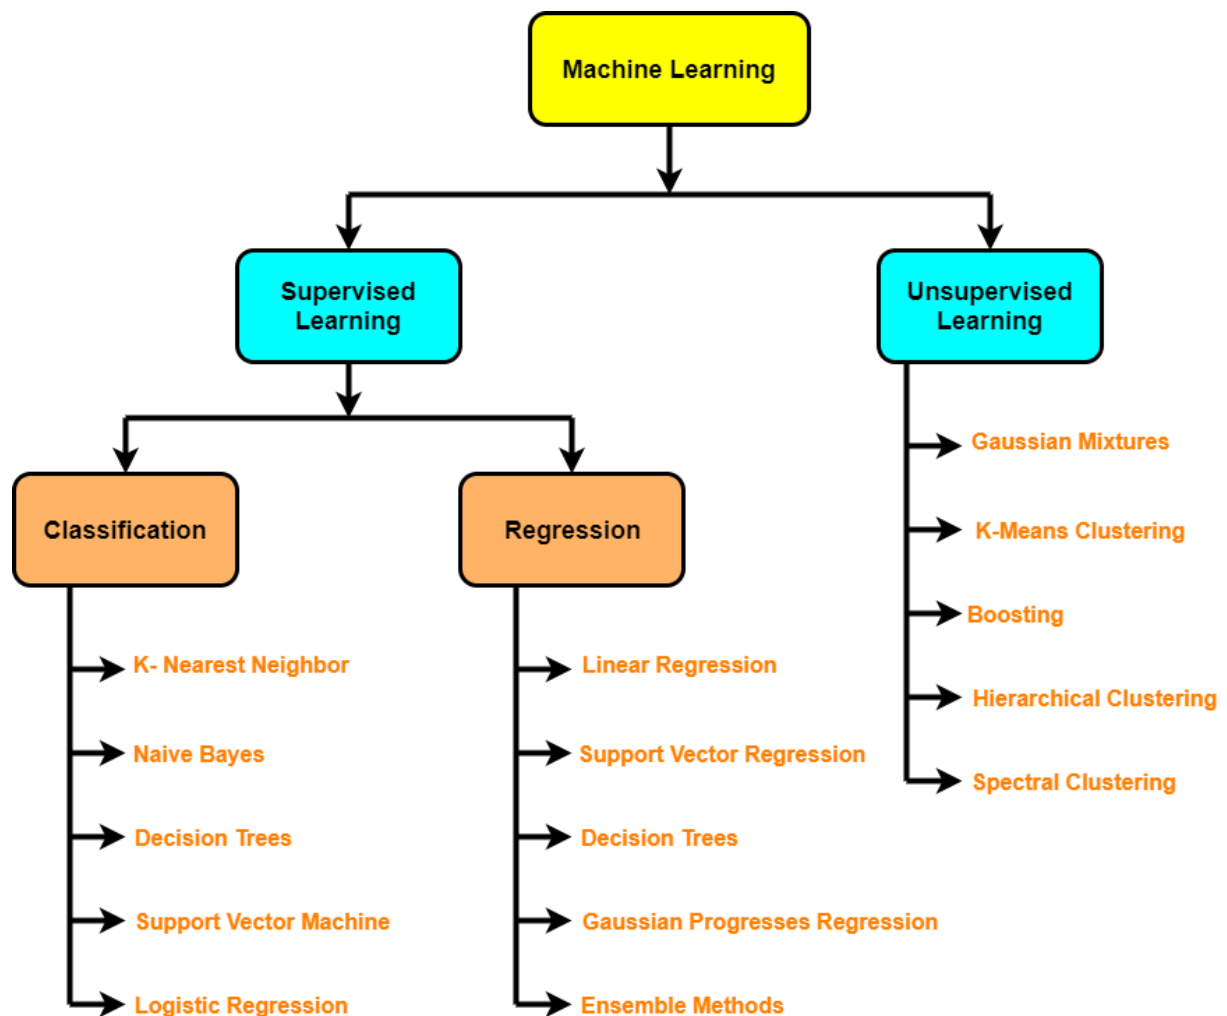 Machine Learning
Supervised
Learning
Unsupervised
Learning
Classification
Regression
Gaussian Mixtures
K-Means Clustering
Boosting
Hierarchical Clustering
Spectral Clustering
K- Nearest Neighbor
Naive Bayes
Decision Trees
Support Vector Machine
Logistic Regression
Linear Regression
Support Vector Regression
Decision Trees
Gaussian Progresses Regression
Ensemble Methods